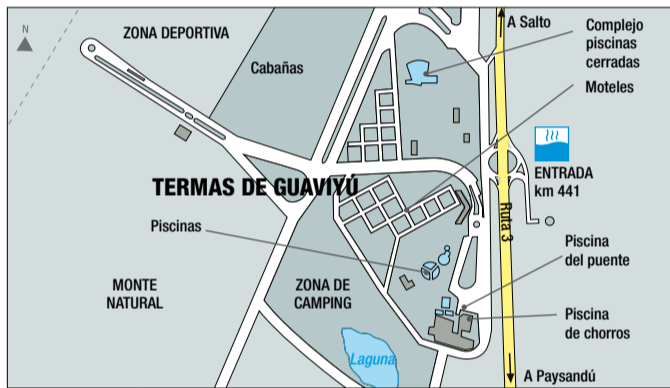 N
ZONA DEPORTIVA
A Salto
Complejo
piscinas
cerradas
Cabañas
Moteles
ENTRADA
km 441
TERMAS DE GUAVIYÚ
Ruta 3
Piscinas
Piscina
del puente
MONTE
NATURAL
ZONA DE
CAMPING
Piscina
de chorros
Laguna
A Paysandú